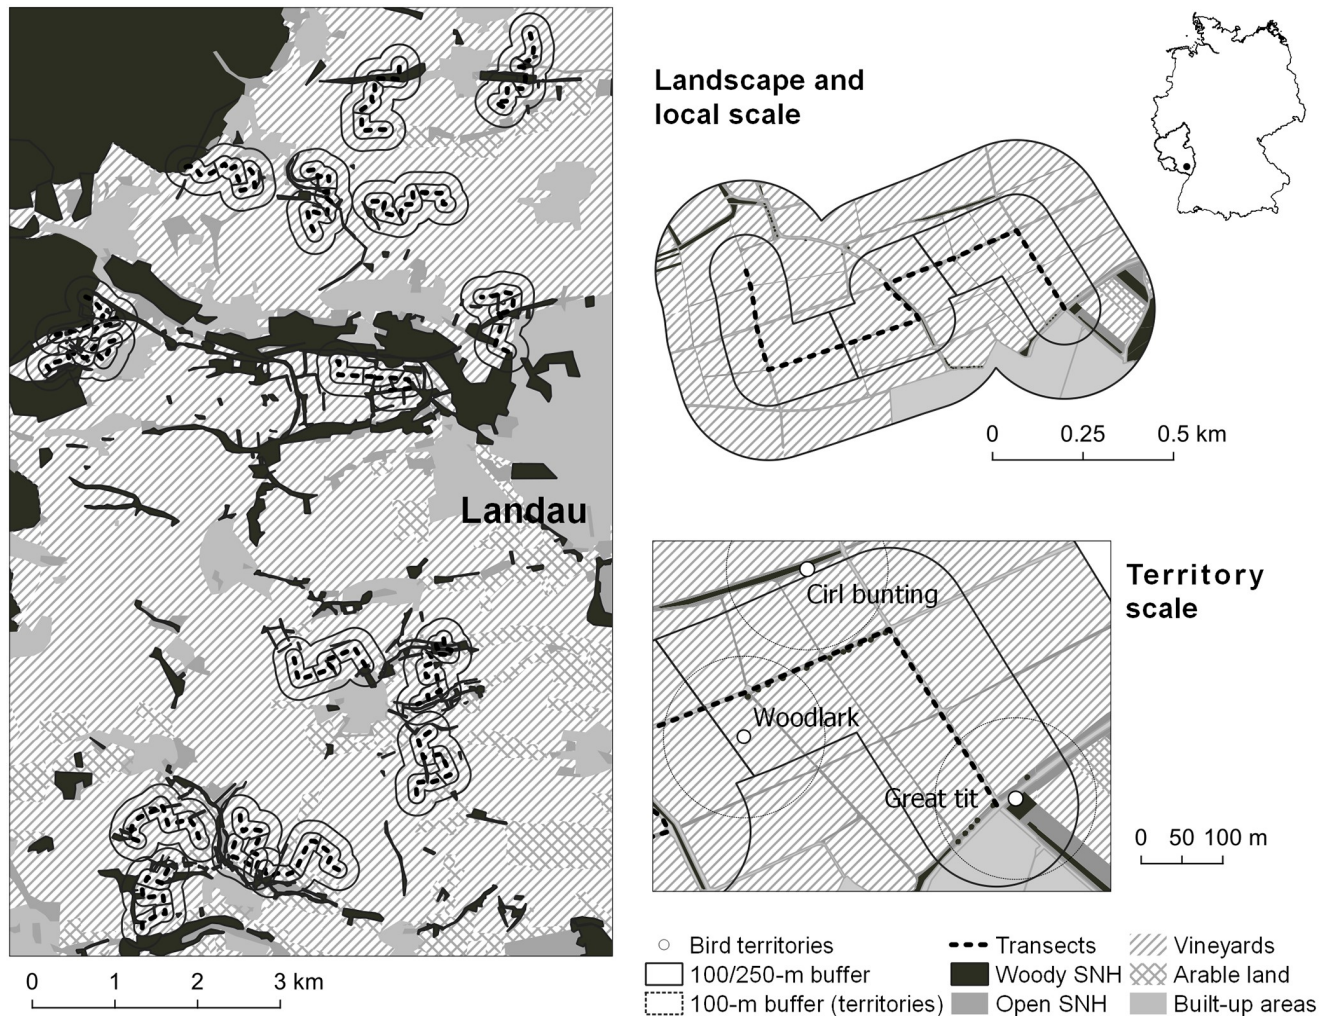 Landscape and
local scale
Landau
0 0.25 0.5 km
Cirl bunting
Woodlark
Great tit
Territory
scale
0 50 100 m
0 1 2 3 km
Bird territories
100/250-m buffer
100-m buffer (territories)
Transects
Woody SNH
Open SNH
Vineyards
Arable land
Built-up areas